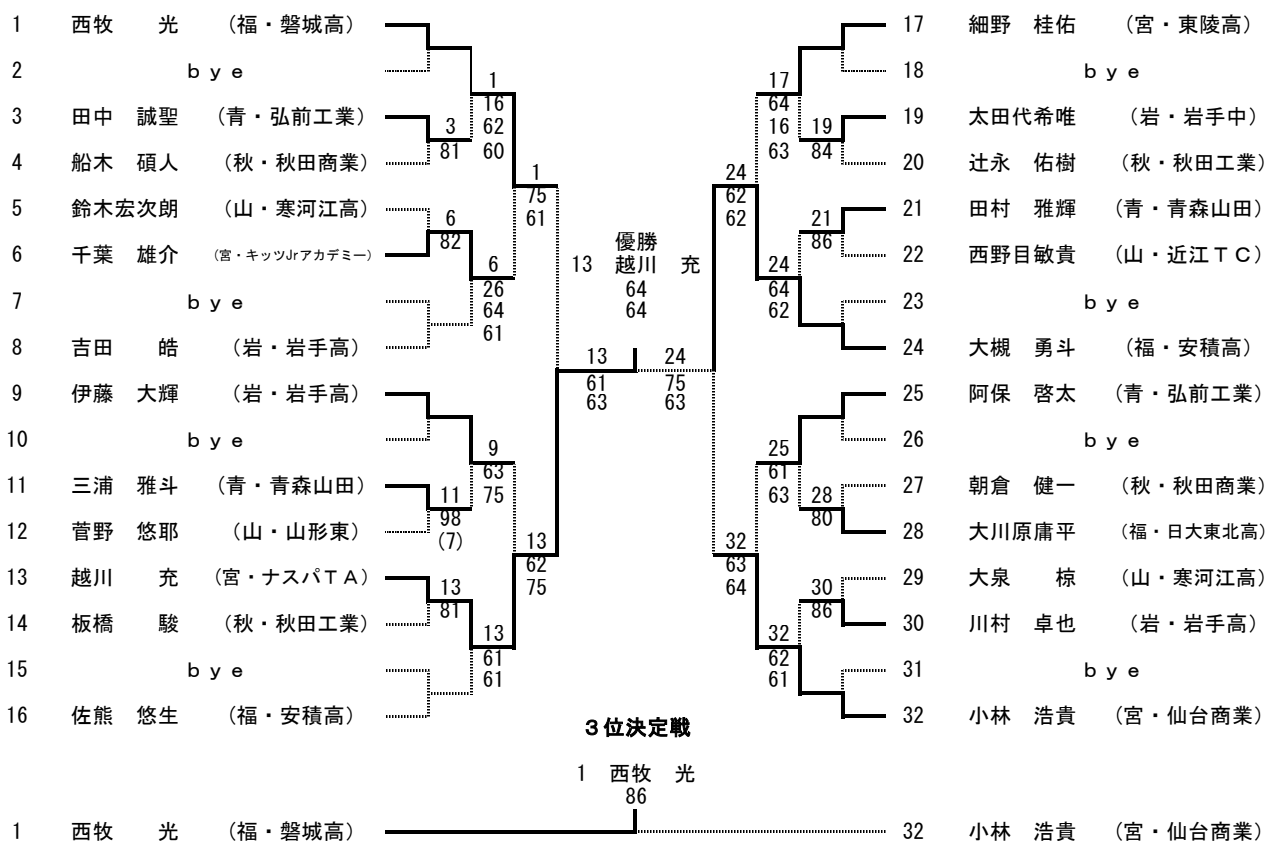 1 西牧 光 (福・磐城高) 17 細野 桂佑 (宮・東陵高)
2 ｂｙｅ 18 ｂｙｅ
1 17
16 64
3 田中 誠聖 (青・弘前工業) 3 62 16 19 19 太田代希唯 (岩・岩手中)
81 60 63 84
4 船木 碩人 (秋・秋田商業) 20 辻永 佑樹 (秋・秋田工業)
1 24
75 62
5 鈴木宏次朗 (山・寒河江高) 61 62 21 田村 雅輝 (青・青森山田)
6 21
82 86
優勝
6 千葉 雄介 (宮・キッツJrアカデミー) 22 西野目敏貴 (山・近江ＴＣ)
6 13 越川 充 24
26 64 64
7 ｂｙｅ 64 64 62 23 ｂｙｅ
61
8 吉田 皓 (岩・岩手高) 24 大槻 勇斗 (福・安積高)
13 24
61 75
9 伊藤 大輝 (岩・岩手高) 63 63 25 阿保 啓太 (青・弘前工業)
10 ｂｙｅ 26 ｂｙｅ
9 25
63 61
11 三浦 雅斗 (青・青森山田) 11 75 63 28 27 朝倉 健一 (秋・秋田商業)
98 80
12 菅野 悠耶 (山・山形東) (7) 28 大川原庸平 (福・日大東北高)
13 32
62 63
13 越川 充 (宮・ナスパＴＡ) 13 75 64 30 29 大泉 椋 (山・寒河江高)
81 86
14 板橋 駿 (秋・秋田工業) 30 川村 卓也 (岩・岩手高)
13 32
61 62
15 ｂｙｅ 61 61 31 ｂｙｅ
16 佐熊 悠生 (福・安積高) 32 小林 浩貴 (宮・仙台商業)
３位決定戦
1 西牧 光
86
1 西牧 光 (福・磐城高) 32 小林 浩貴 (宮・仙台商業)